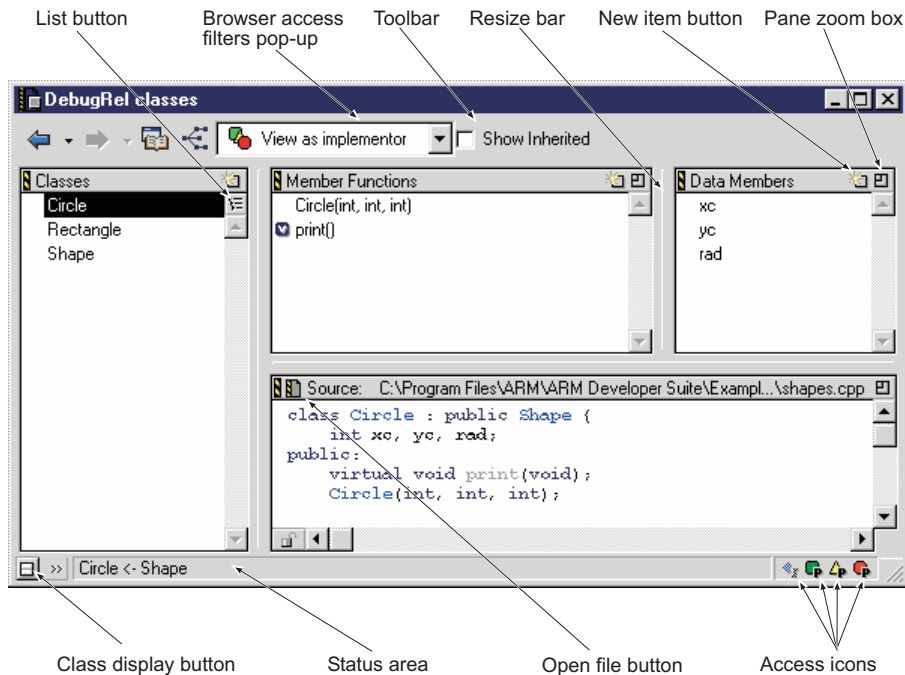 List button
Browser access
filters pop-up
Toolbar
Resize bar
New item button
Pane zoom box
DebugRel classes
View as implementor
Show Inherited
Classes
Circle
Rectangle
Shape
Member Functions
Circle(int, int, int)
print()
Data Members
xc
yc
rad
Source: C:\Program Files\ARM\ARM Developer Suite\Exampl...\shapes.cpp
class Circle : public Shape {
int xc, yc, rad;
public:
virtual void print(void);
Circle(int, int, int);
Circle <- Shape
Class display button
Status area
Open file button
Access icons